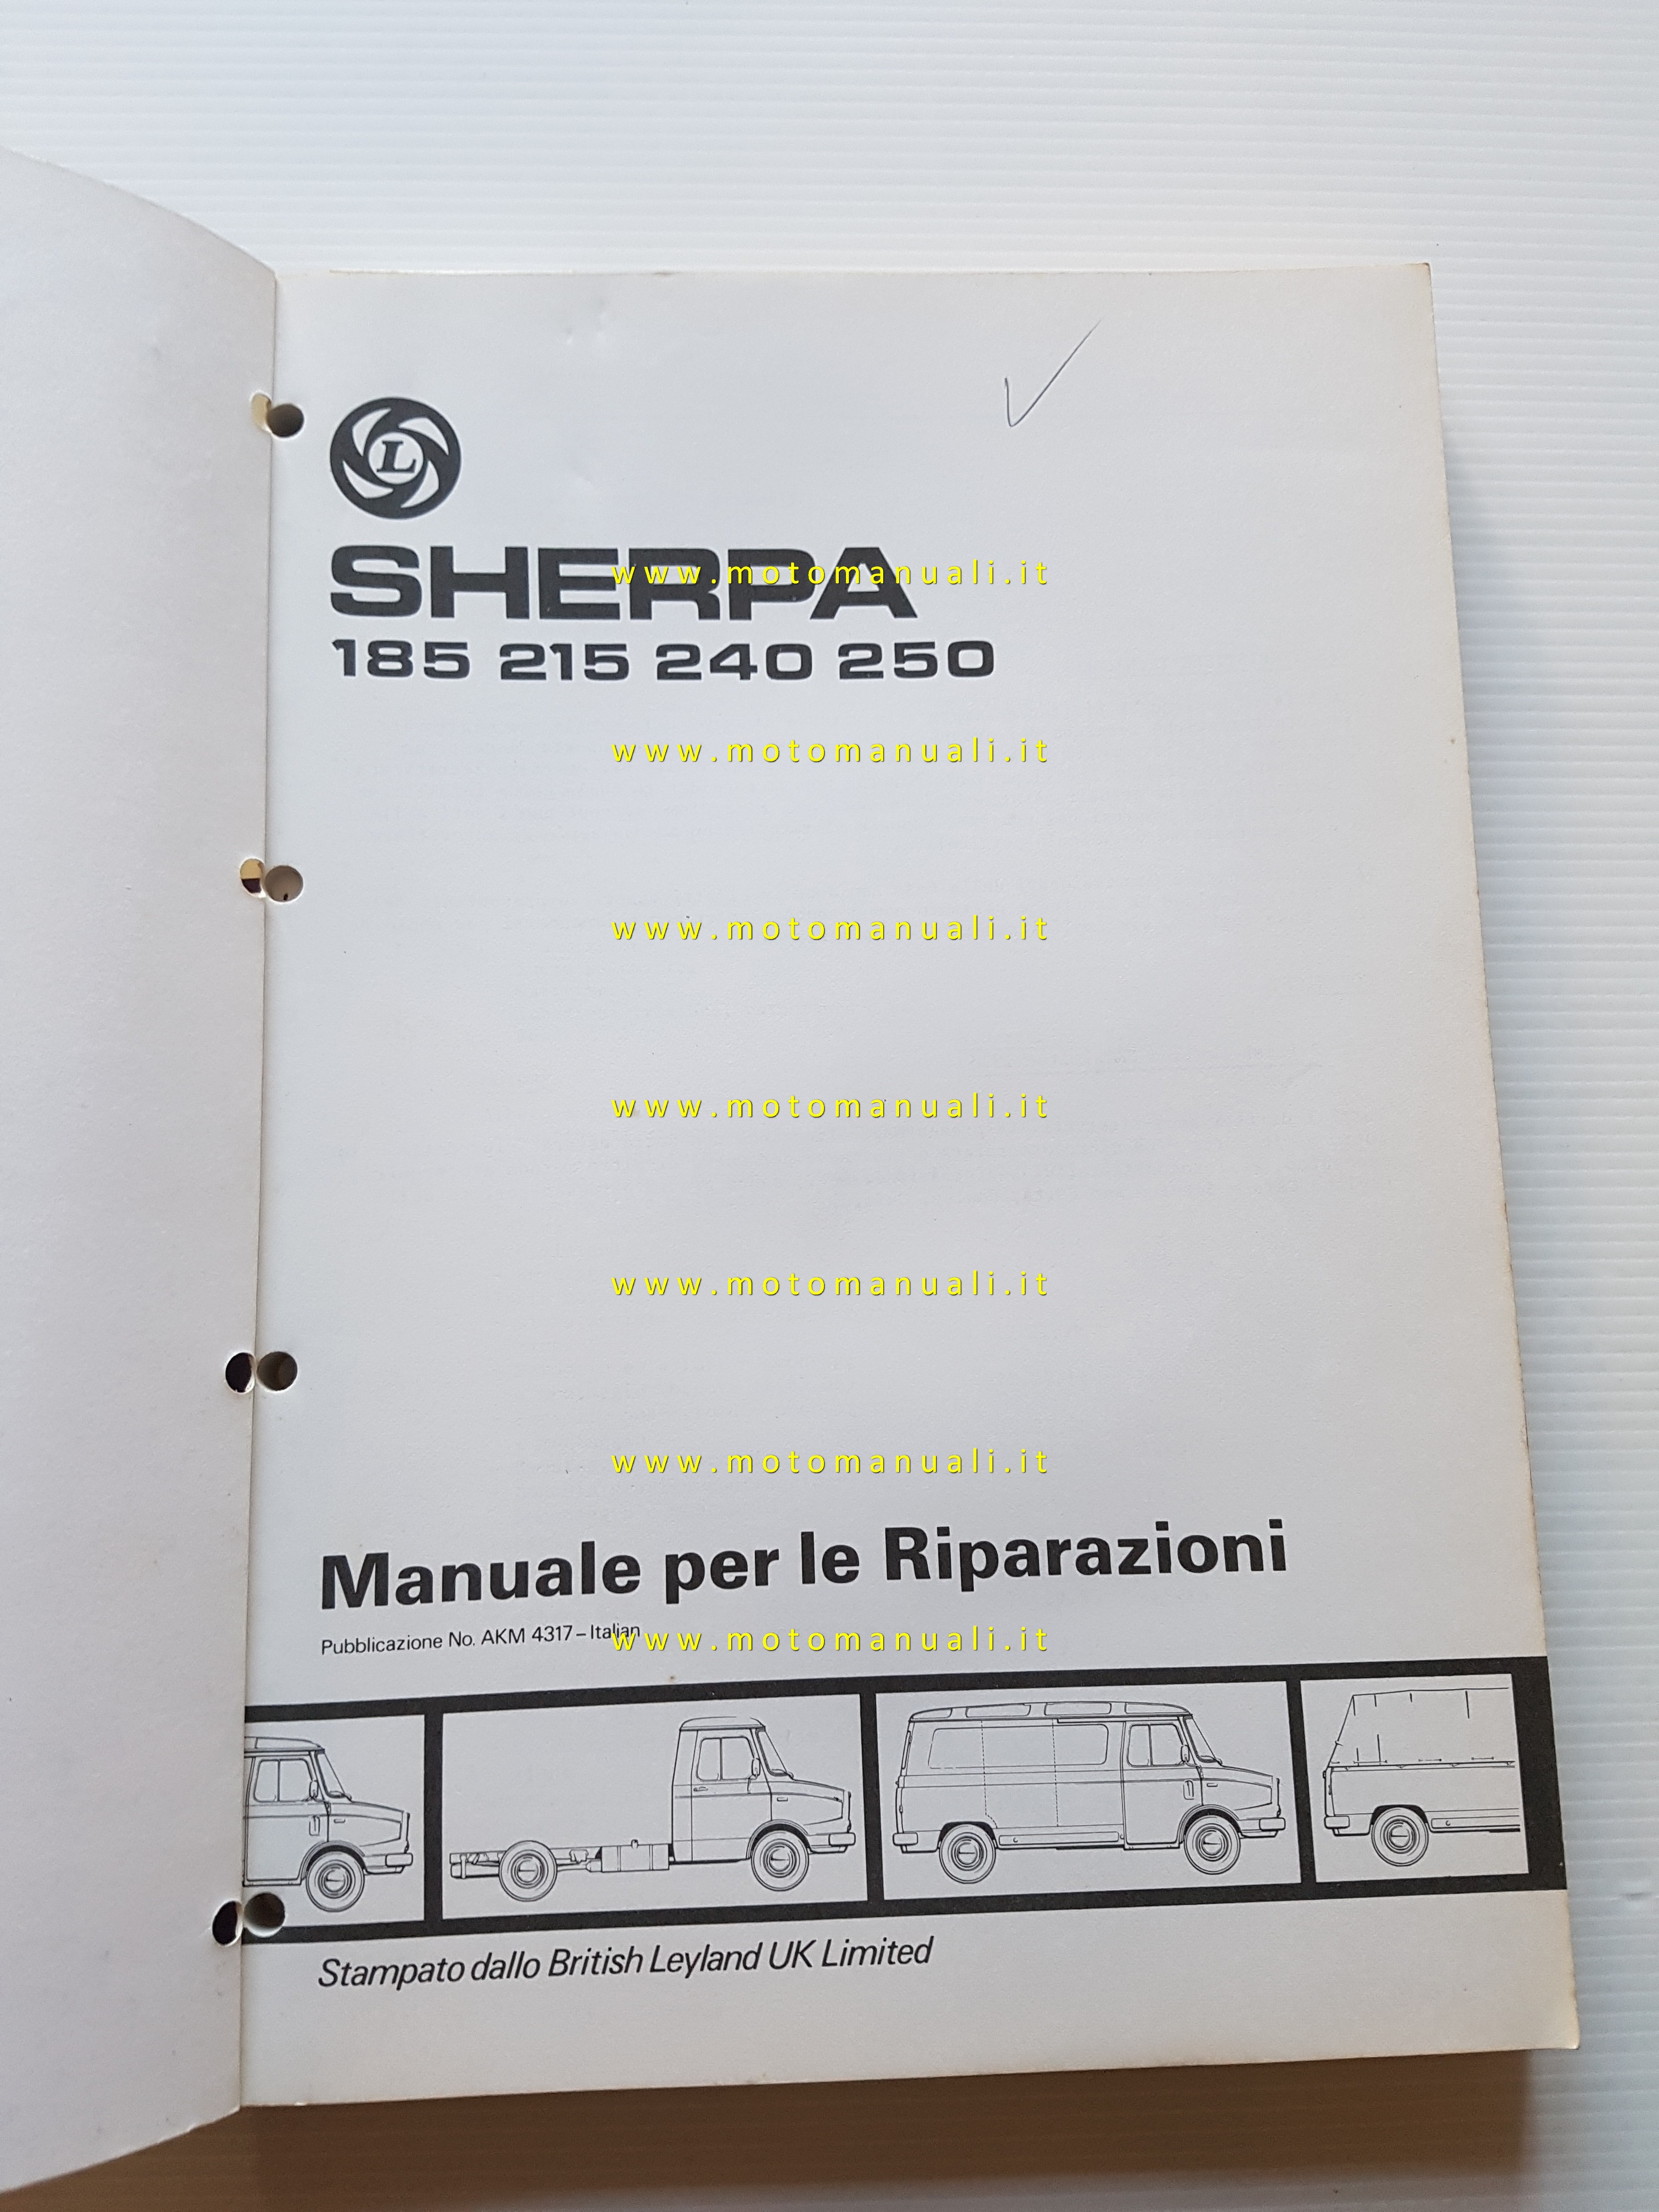 L
SHERPA
www.motomanuali.it
185 215 240 250
www.motomanuali.it
www.motomanuali.it
www.motomanuali.it
www.motomanuali.it
www.motomanuali.it
Manuale per le Riparazioni
Pubblicazione No. AKM 4317 – Italian
www.motomanuali.it
Stampato dallo British Leyland UK Limited